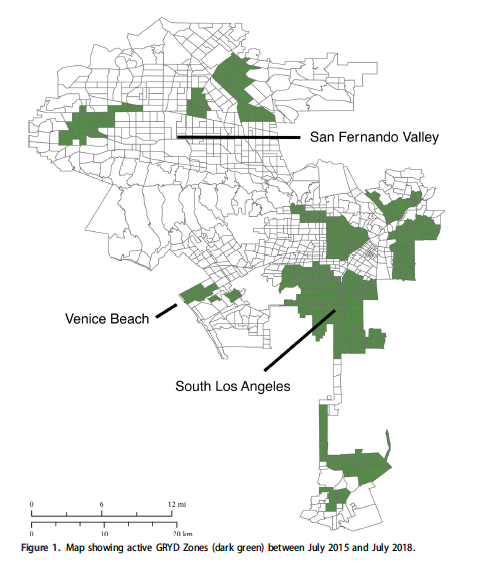 San Fernando Valley
Venice Beach
South Los Angeles
0 6 12 mi
0 10 20 km
Figure 1. Map showing active GRYD Zones (dark green) between July 2015 and July 2018.